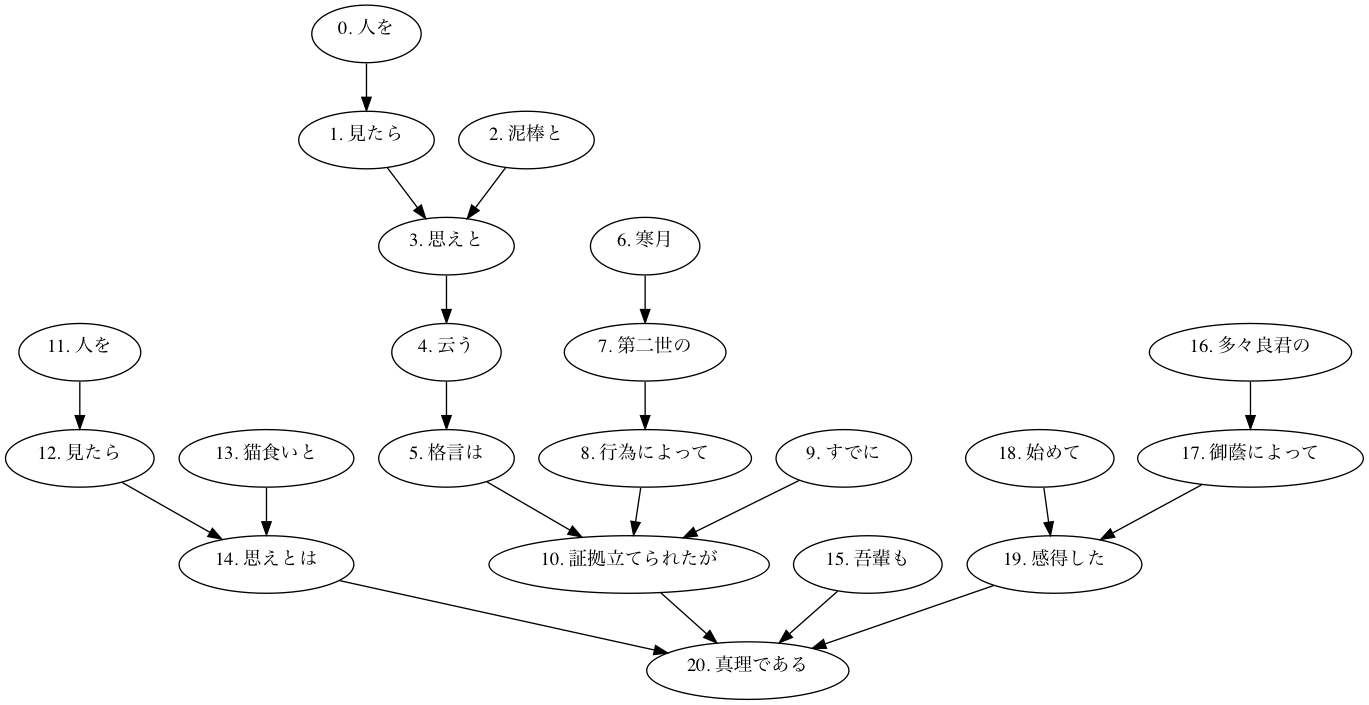 0. 人を
1. 見たら
2. 泥棒と
3. 思えと
6. 寒月
11. 人を
4. 云う
7. 第二世の
16. 多々良君の
12. 見たら
13. 猫食いと
5. 格言は
8. 行為によって
9. すでに
18. 始めて
17. 御蔭によって
14. 思えとは
10. 証拠立てられたが
15. 吾輩も
19. 感得した
20. 真理である